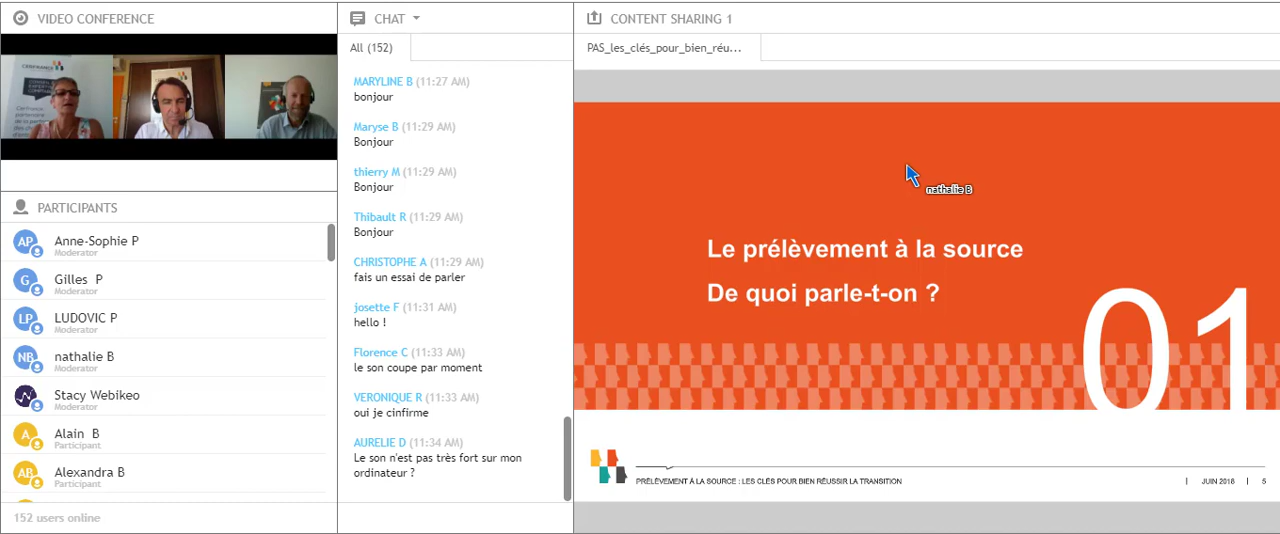 VIDEO CONFERENCE
CERFRANCE
PARTICIPANTS
AP
Anne-Sophie P
Moderator
G
Gilles P
Moderator
LP
LUDOVIC P
Moderator
NB
nathalie B
Moderator
Stacy Webikeo
Moderator
A
Alain B
Participant
AB
Alexandra B
Participant
152 users online
CHAT
All (152)
MARYLINE B (11:27 AM)
bonjour
Maryse B (11:29 AM)
Bonjour
thierry M (11:29 AM)
Bonjour
Thibault R (11:29 AM)
Bonjour
CHRISTOPHE A (11:29 AM)
fais un essai de parler
josette F (11:31 AM)
hello !
Florence C (11:33 AM)
le son coupe par moment
VERONIQUE R (11:33 AM)
oui je cinfirme
AURELIE D (11:34 AM)
Le son n'est pas très fort sur mon
ordinateur ?
CONTENT SHARING 1
PAS_les_clés_pour_bien_réu...
nathalie B
Le prélèvement à la source
De quoi parle-t-on ?
01
PRÉLÈVEMENT À LA SOURCE : LES CLÉS POUR BIEN RÉUSSIR LA TRANSITION
| JUIN 2018 | 5